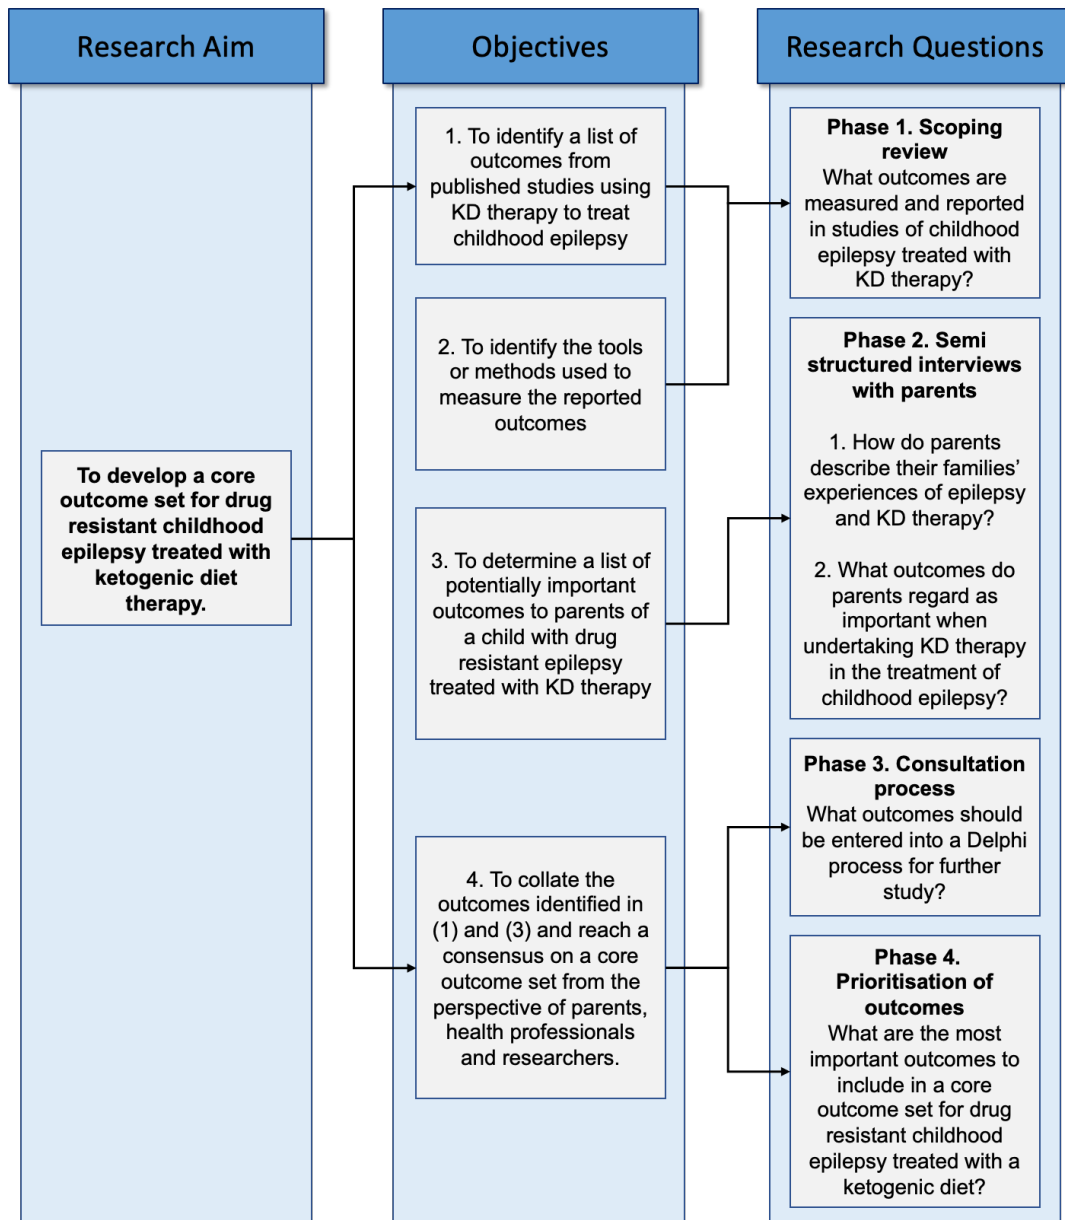 Research Aim
Objectives
Research Questions
To develop a core
outcome set for drug
resistant childhood
epilepsy treated with
ketogenic diet
therapy.
1. To identify a list of
outcomes from
published studies using
KD therapy to treat
childhood epilepsy
2. To identify the tools
or methods used to
measure the reported
outcomes
3. To determine a list of
potentially important
outcomes to parents of
a child with drug
resistant epilepsy
treated with KD therapy
4. To collate the
outcomes identified in
(1) and (3) and reach a
consensus on a core
outcome set from the
perspective of parents,
health professionals
and researchers.
Phase 1. Scoping
review
What outcomes are
measured and reported
in studies of childhood
epilepsy treated with
KD therapy?
Phase 2. Semi
structured interviews
with parents
1. How do parents
describe their families’
experiences of epilepsy
and KD therapy?
2. What outcomes do
parents regard as
important when
undertaking KD therapy
in the treatment of
childhood epilepsy?
Phase 3. Consultation
process
What outcomes should
be entered into a Delphi
process for further
study?
Phase 4.
Prioritisation of
outcomes
What are the most
important outcomes to
include in a core
outcome set for drug
resistant childhood
epilepsy treated with a
ketogenic diet?